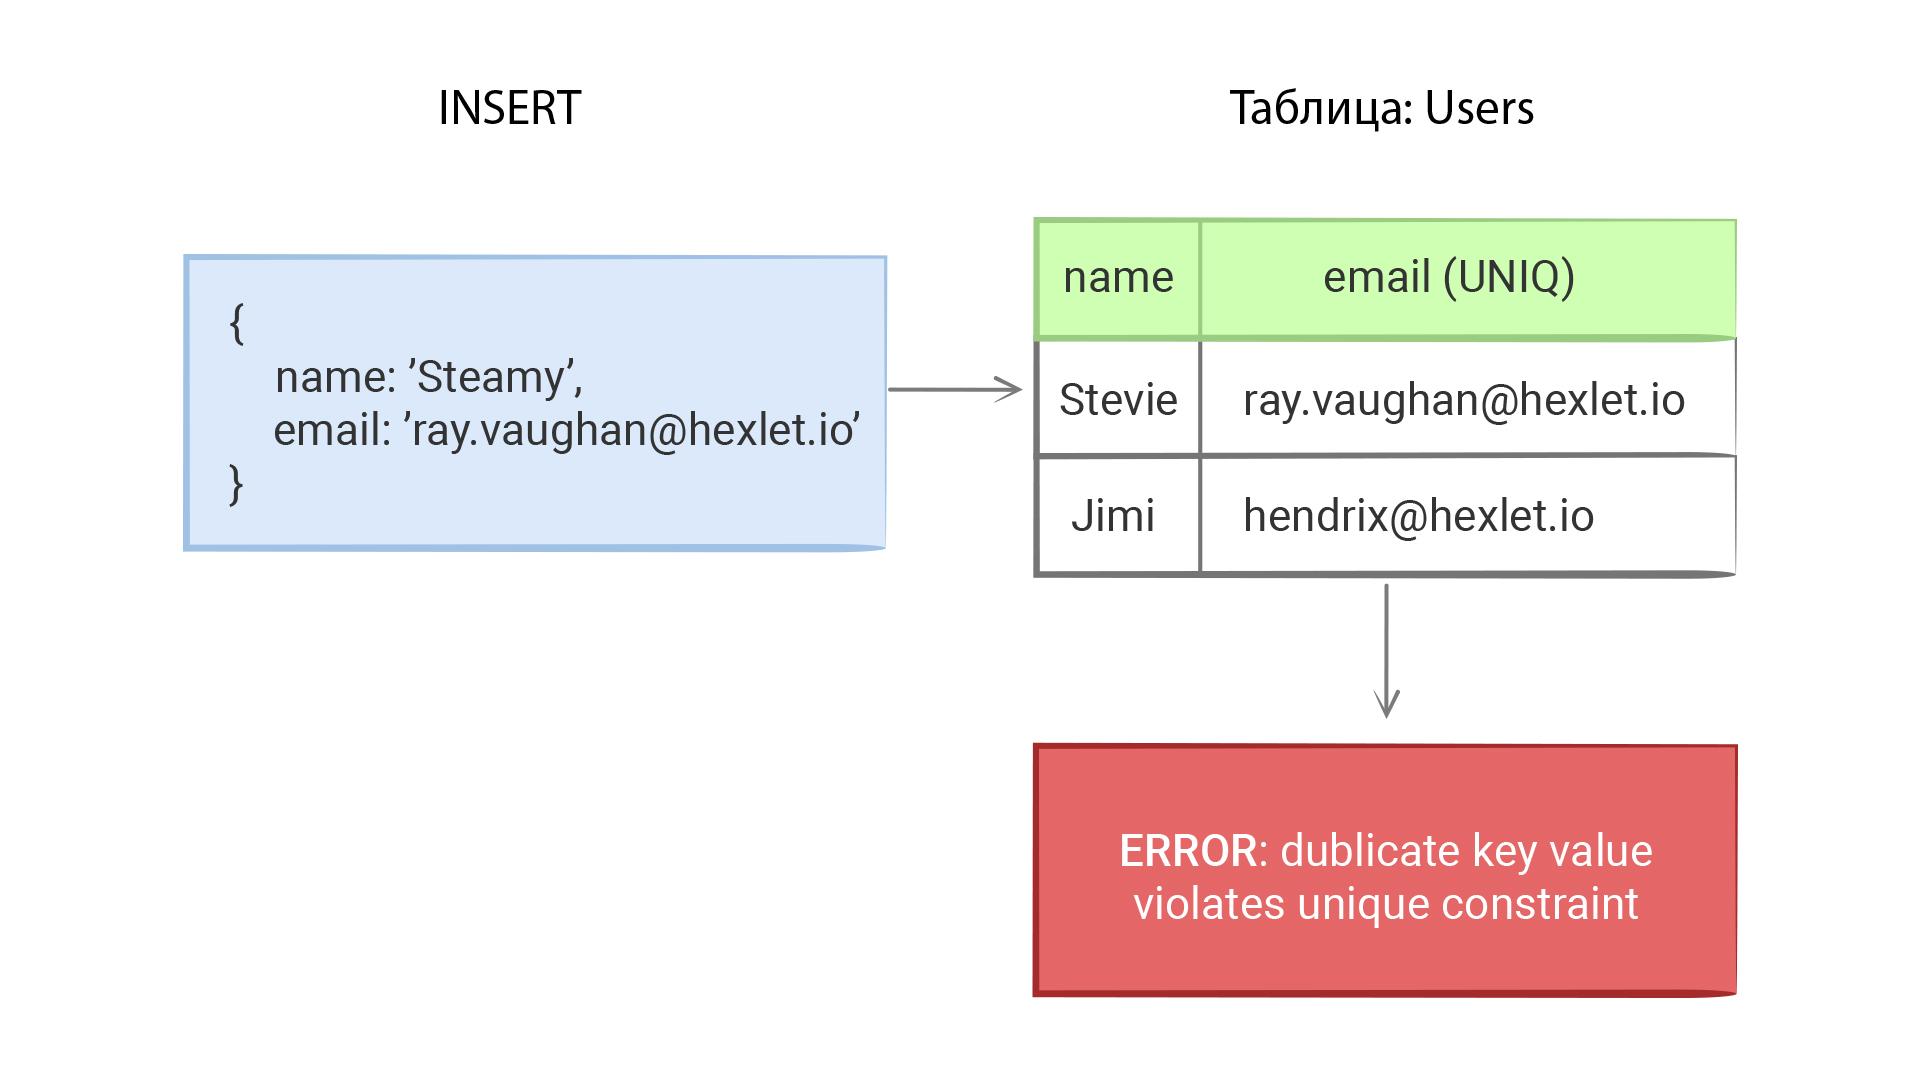 INSERT
{
name: ’Steamy’,
email: ’ray.vaughan@hexlet.io’
}
Таблица: Users
name email (UNIQ)
Stevie ray.vaughan@hexlet.io
Jimi hendrix@hexlet.io
ERROR: dublicate key value
violates unique constraint